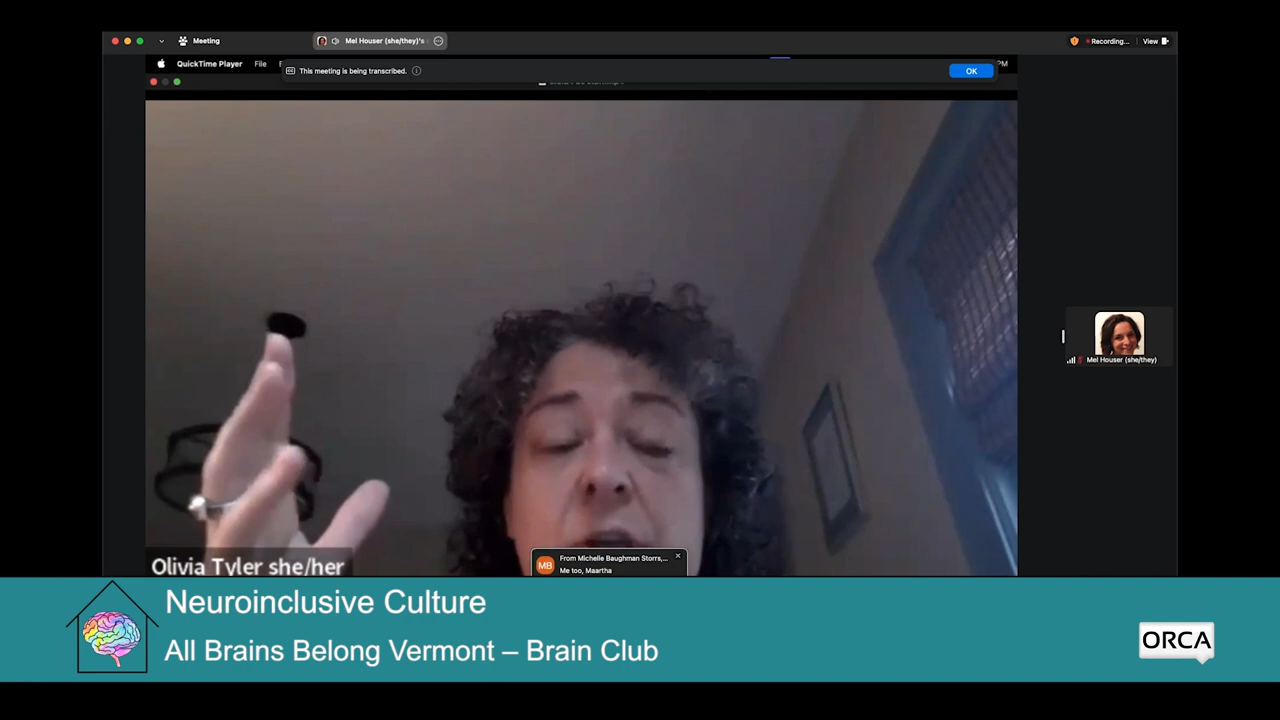 Meeting
Mel Houser (she/they)'s
Recording...
View
QuickTime Player
File
PM
This meeting is being transcribed.
OK
Mel Houser (she/they)
From Michelle Baughman Storrs,...
MB
Me too, Maartha
Olivia Tyler she/her
Neuroinclusive Culture
All Brains Belong Vermont – Brain Club
ORCA